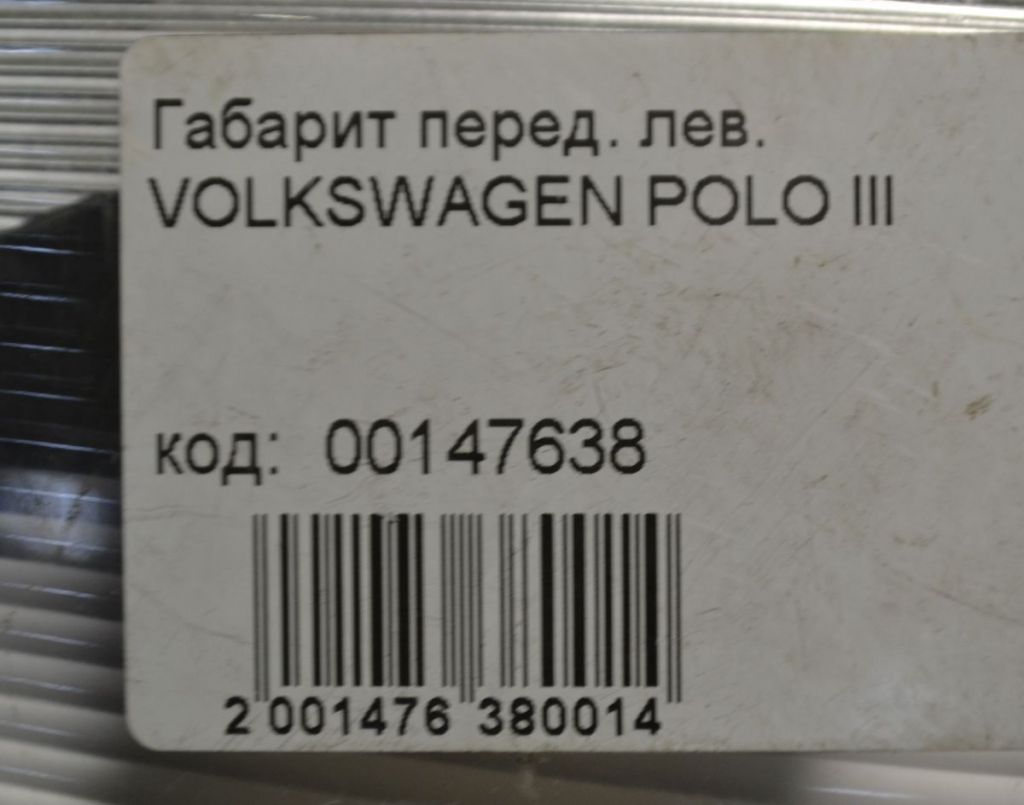 Габарит перед. лев.
VOLKSWAGEN POLO III
код: 00147638
2 001476 380014